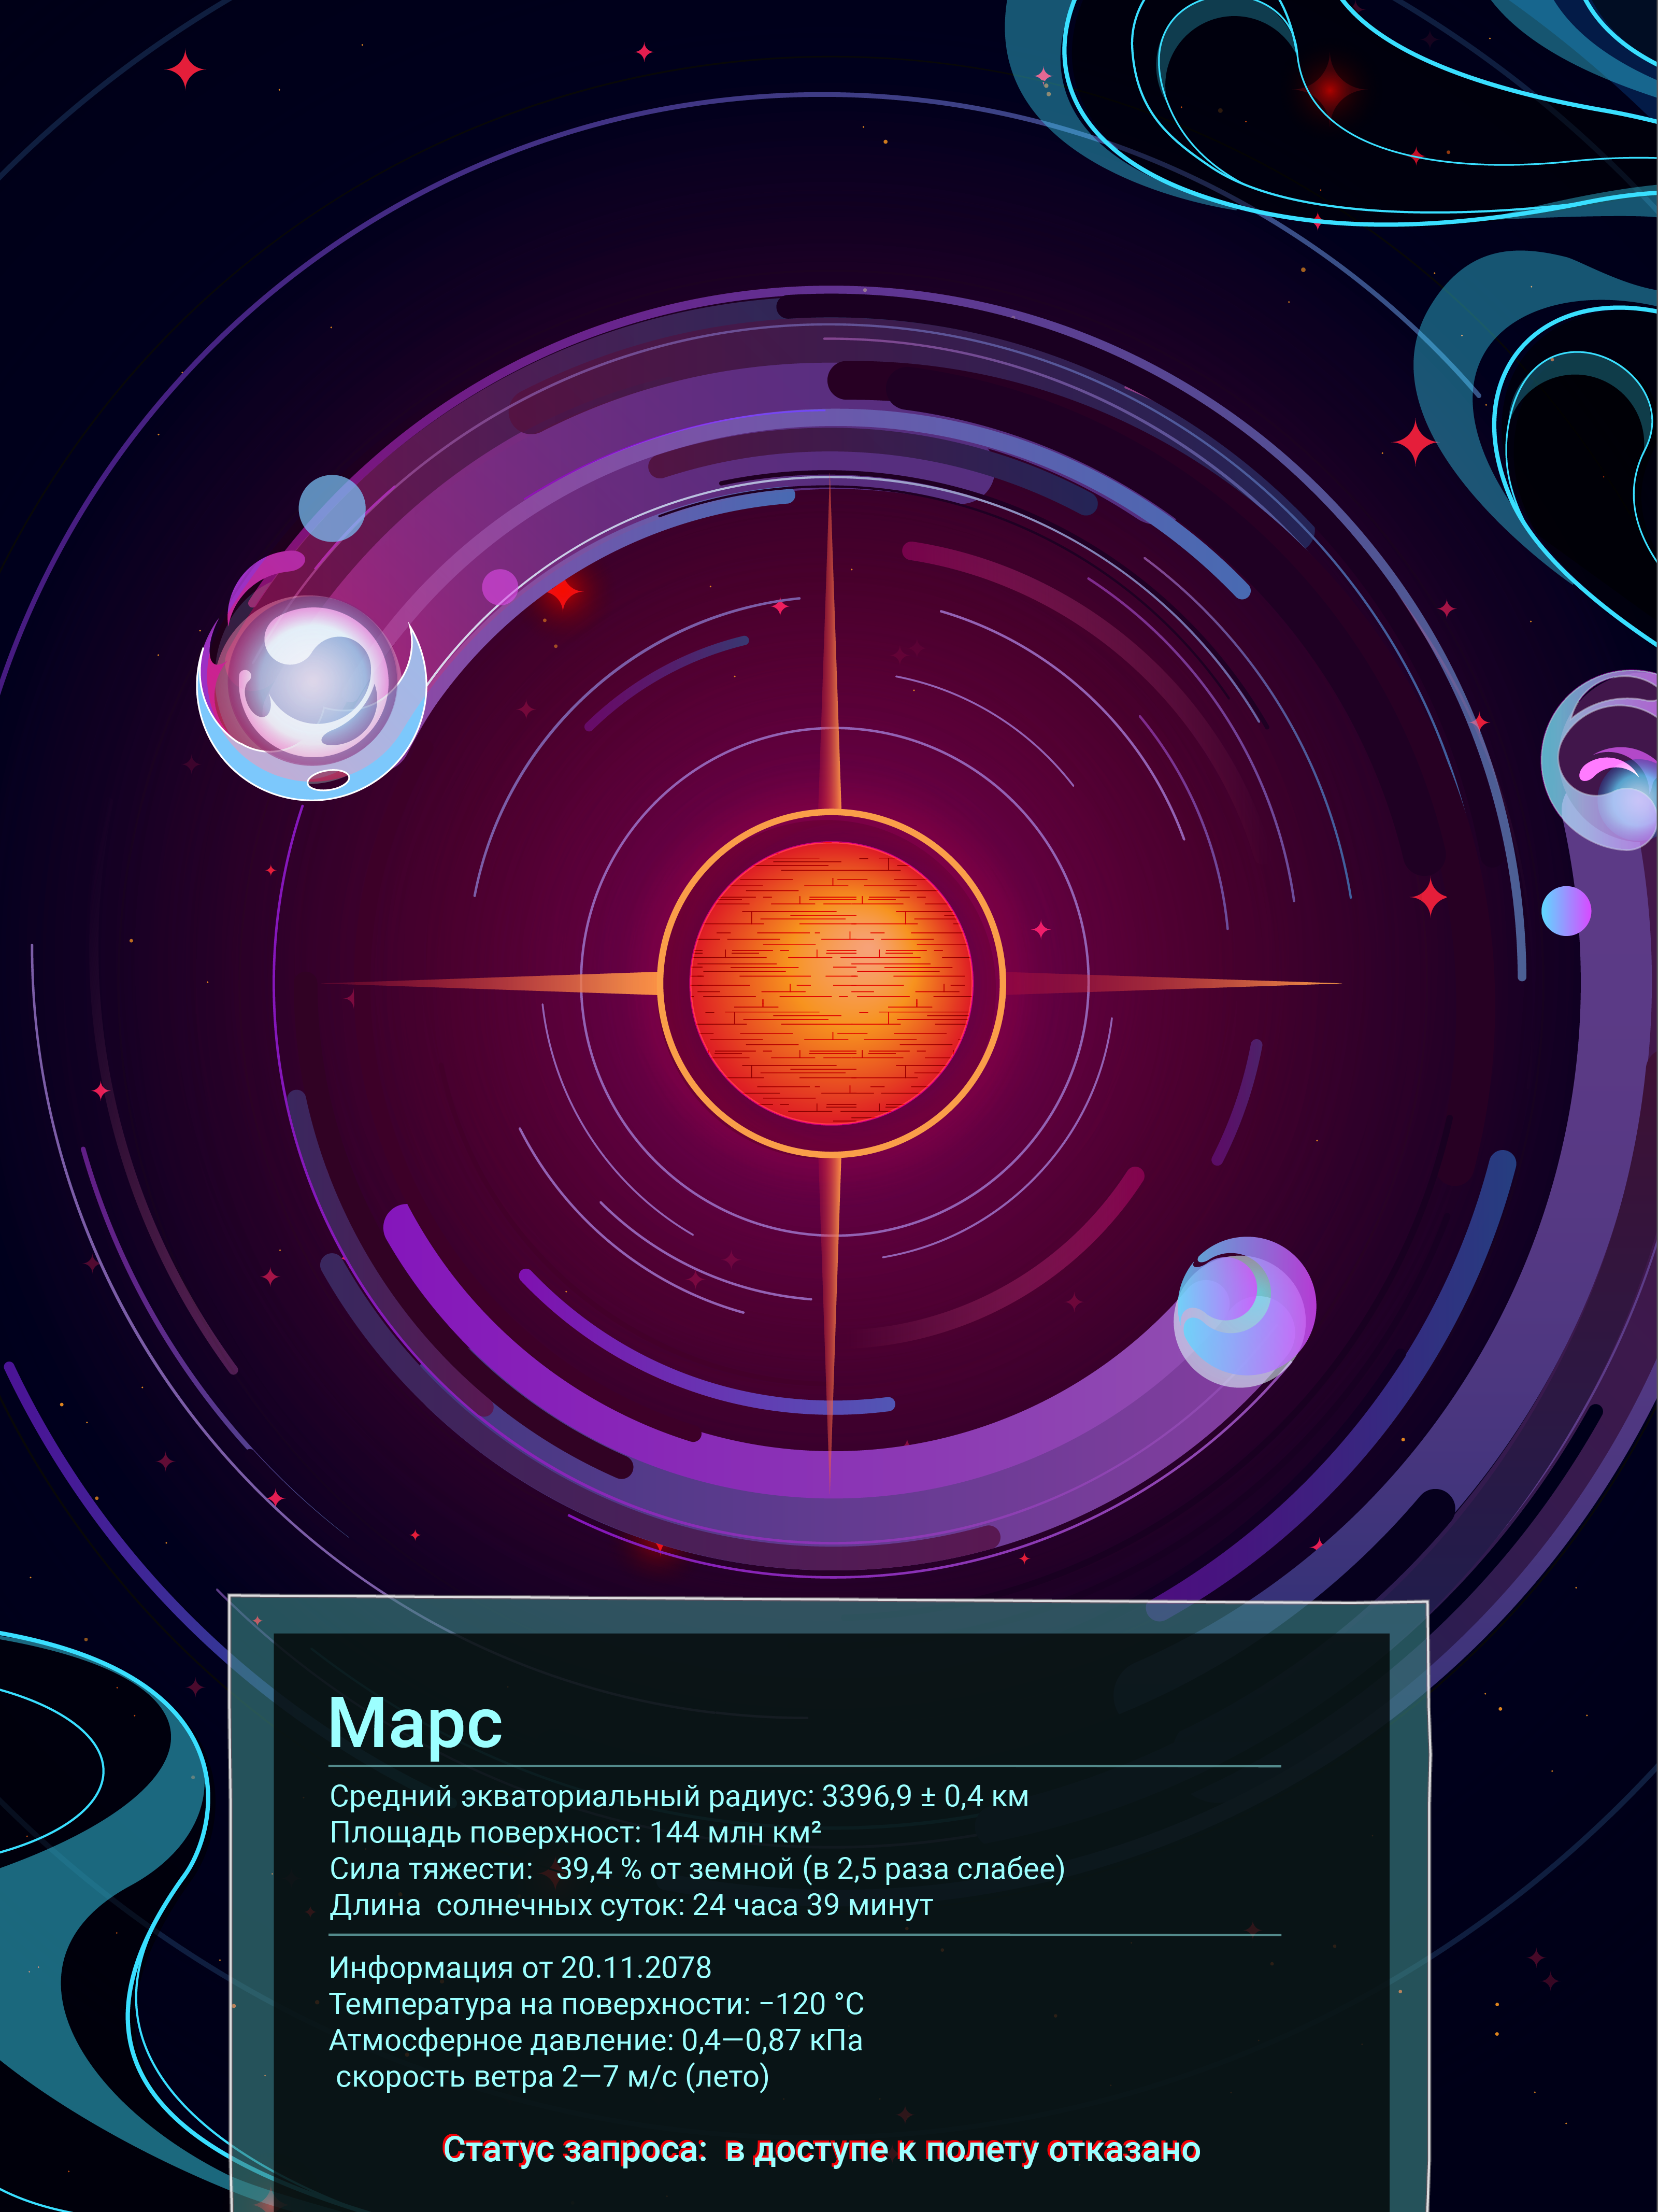 Марс
Средний экваториальный радиус: 3396,9 ± 0,4 км
Площадь поверхност: 144 млн км²
Сила тяжести: 39,4 % от земной (в 2,5 раза слабее)
Длина солнечных суток: 24 часа 39 минут
Информация от 20.11.2078
Температура на поверхности: −120 °C
Атмосферное давление: 0,4—0,87 кПа
скорость ветра 2—7 м/с (лето)
Статус запроса: в доступе к полету отказано